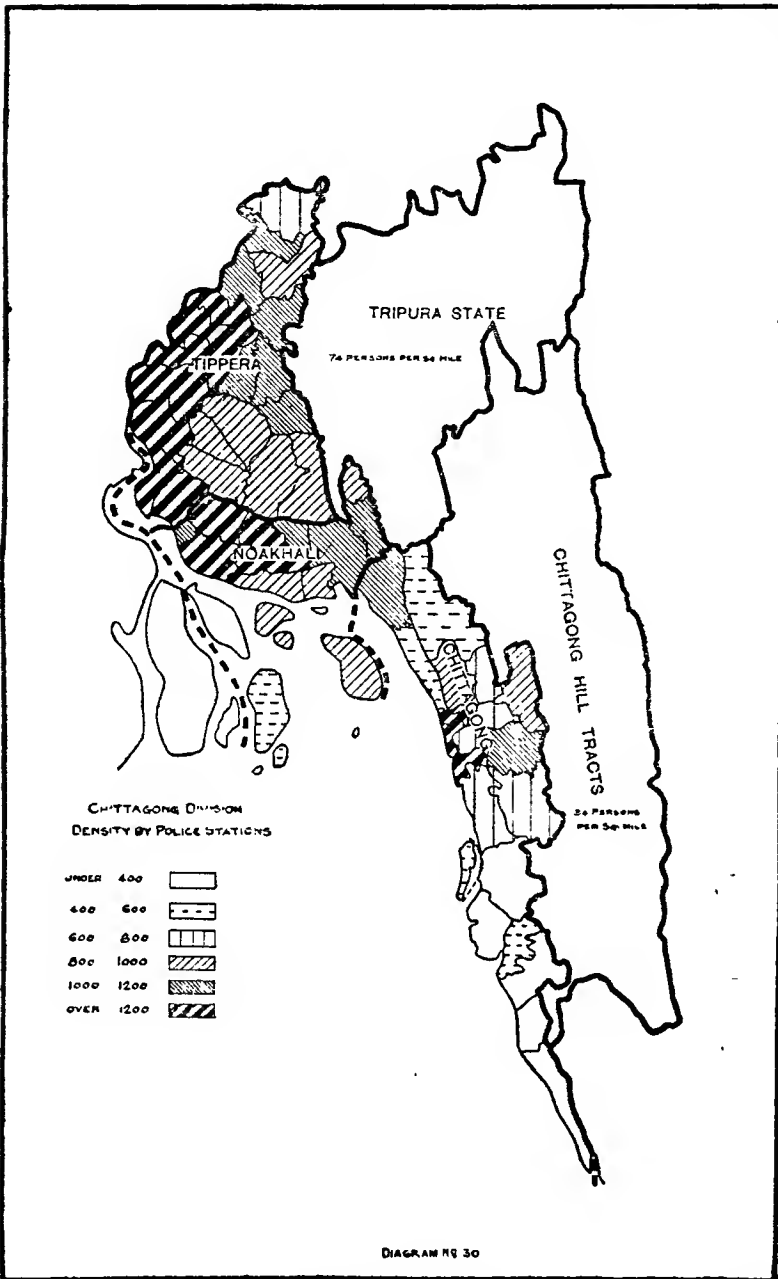 TRIPURA STATE
74 PERSONS PER SQ MILE
TIPPERA
NOAKHALI
CHITTAGONG
CHITTAGONG HILL TRACTS
PERSONS
PER SQ. MILE
CHITTAGONG DIVISION
DENSITY BY POLICE STATIONS
UNDER 400
400 600
600 800
800 1000
1000 1200
OVER 1200
DIAGRAM Nº 30